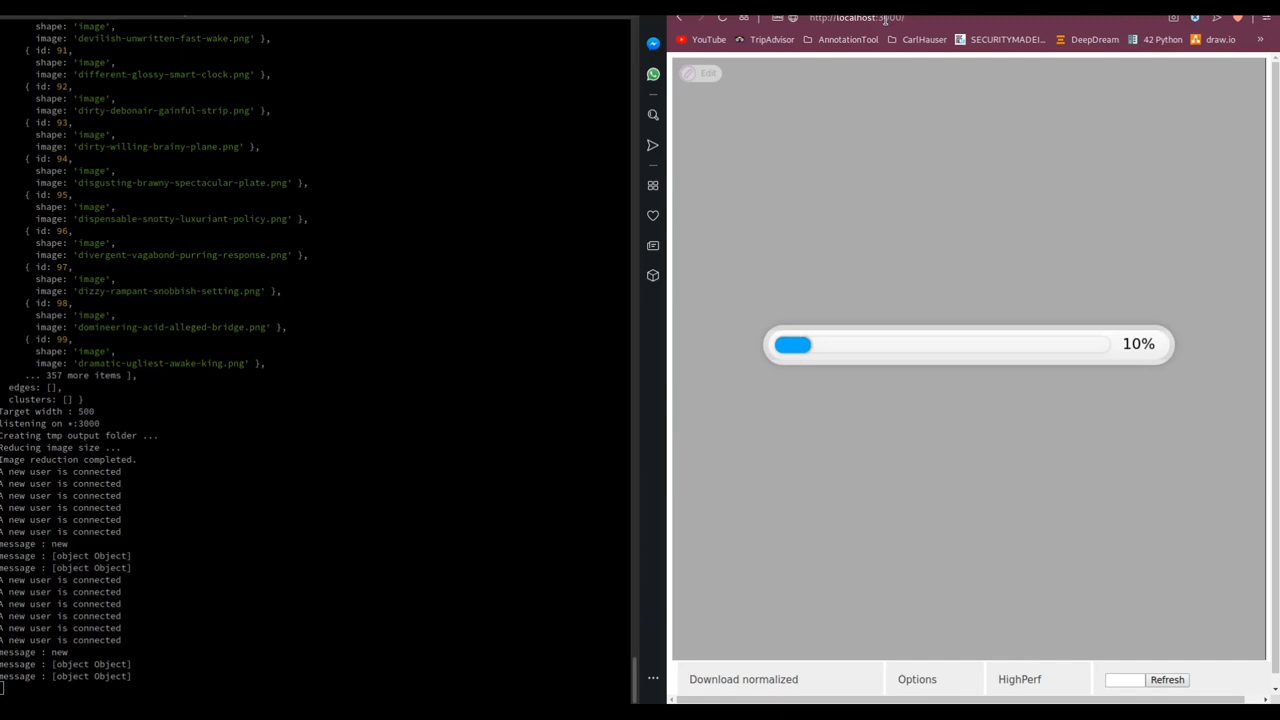 shape: 'image',
image: 'devilish-unwritten-fast-wake.png' },
{ id: 91,
shape: 'image',
image: 'different-glossy-smart-clock.png' },
{ id: 92,
shape: 'image',
image: 'dirty-debonair-gainful-strip.png' },
{ id: 93,
shape: 'image',
image: 'dirty-willing-brainy-plane.png' },
{ id: 94,
shape: 'image',
image: 'disgusting-brawny-spectacular-plate.png' },
{ id: 95,
shape: 'image',
image: 'dispensable-snotty-luxuriant-policy.png' },
{ id: 96,
shape: 'image',
image: 'divergent-vagabond-purring-response.png' },
{ id: 97,
shape: 'image',
image: 'dizzy-rampant-snobbish-setting.png' },
{ id: 98,
shape: 'image',
image: 'domineering-acid-alleged-bridge.png' },
{ id: 99,
shape: 'image',
image: 'dramatic-ugliest-awake-king.png' },
... 357 more items ],
edges: [],
clusters: [] }
Target width : 500
listening on *:3000
Creating tmp output folder ...
Reducing image size ...
Image reduction completed.
A new user is connected
A new user is connected
A new user is connected
A new user is connected
A new user is connected
A new user is connected
message : new
message : [object Object]
message : [object Object]
A new user is connected
A new user is connected
A new user is connected
A new user is connected
A new user is connected
A new user is connected
message : new
message : [object Object]
message : [object Object]
http://localhost:3000/
YouTube TripAdvisor AnnotationTool CarlHauser SECURITYMADEI... DeepDream 42 Python draw.io »
Edit
10%
Download normalized Options HighPerf Refresh